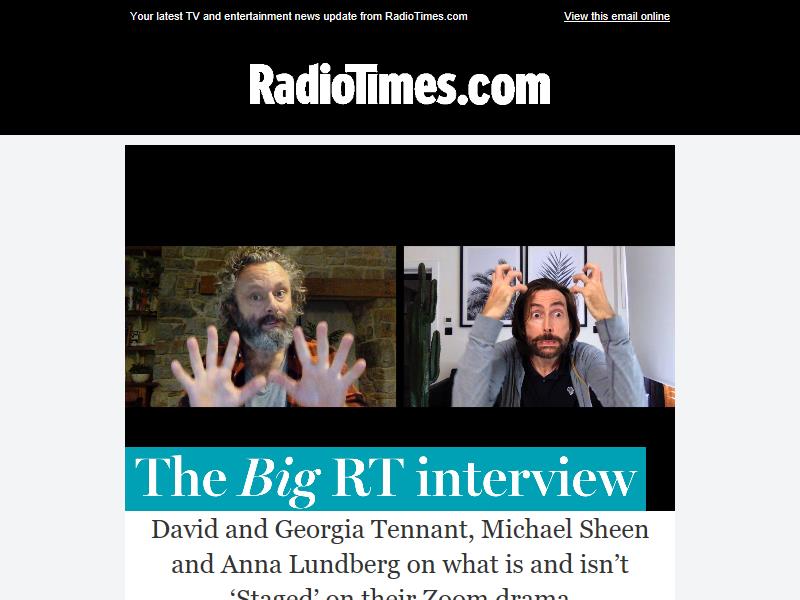 Your latest TV and entertainment news update from RadioTimes.com
View this email online
RadioTimes.com
The Big RT interview
David and Georgia Tennant, Michael Sheen
and Anna Lundberg on what is and isn’t
‘Staged’ on their Zoom drama